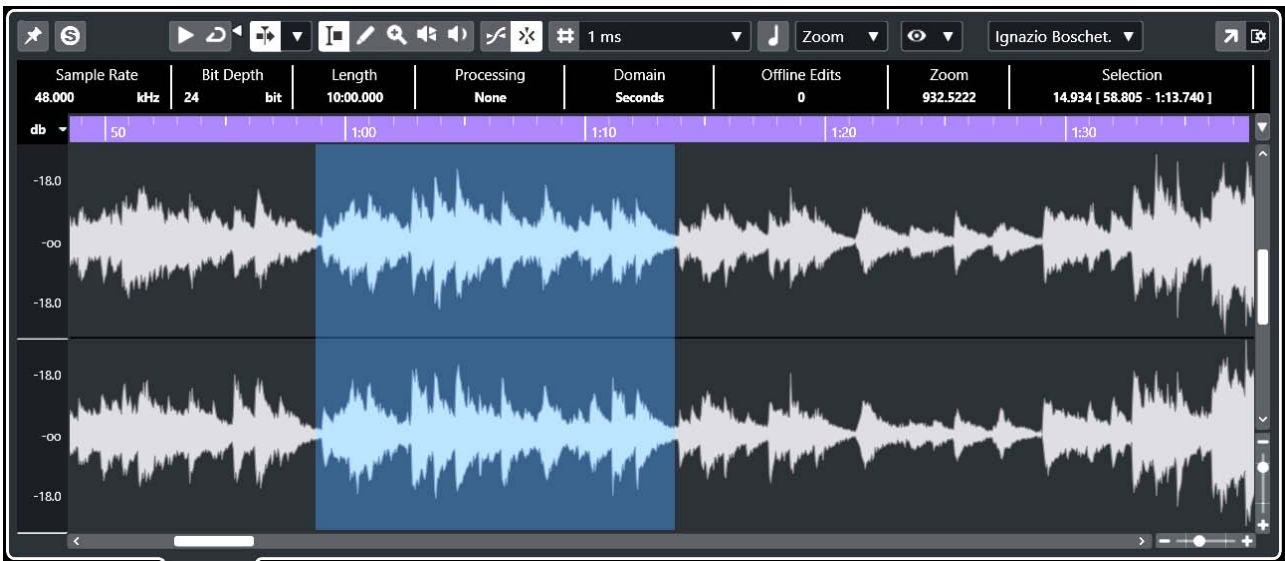 S 1 ms Zoom Ignazio Boschet.
Sample Rate Bit Depth Length Processing Domain Offline Edits Zoom Selection
48.000 kHz 24 bit 10:00.000 None Seconds 0 932.5222 14.934 [ 58.805 - 1:13.740 ]
db 50 1:00 1:10 1:20 1:30
-18.0
-oo
-18.0
-18.0
-oo
-18.0